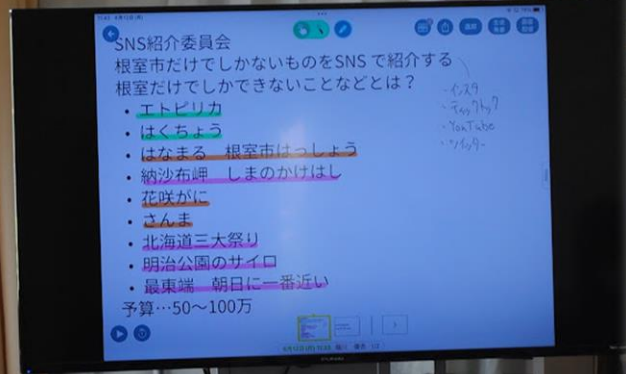 SNS紹介委員会
根室市だけでしかないものをSNSで紹介する
根室だけでしかできないことなどとは？
・エトピリカ
・はくちょう
・はなまる　根室市はっしょう
・納沙布岬　しまのかけはし
・花咲がに
・さんま
・北海道三大祭り
・明治公園のサイロ
・最東端　朝日に一番近い
予算…50〜100万
・インスタ
・ティックトック
・YouTube
・ツイッター